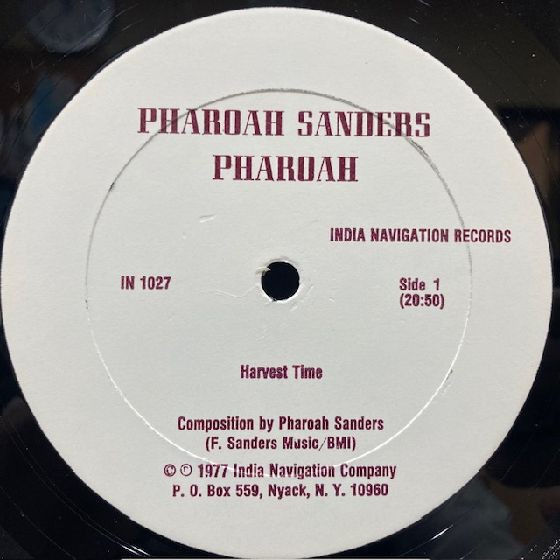 PHAROAH SANDERS
PHAROAH
INDIA NAVIGATION RECORDS
IN 1027
Side 1
(20:50)
Harvest Time
Composition by Pharoah Sanders
(F. Sanders Music/BMI)
© ℗ 1977 India Navigation Company
P. O. Box 559, Nyack, N. Y. 10960